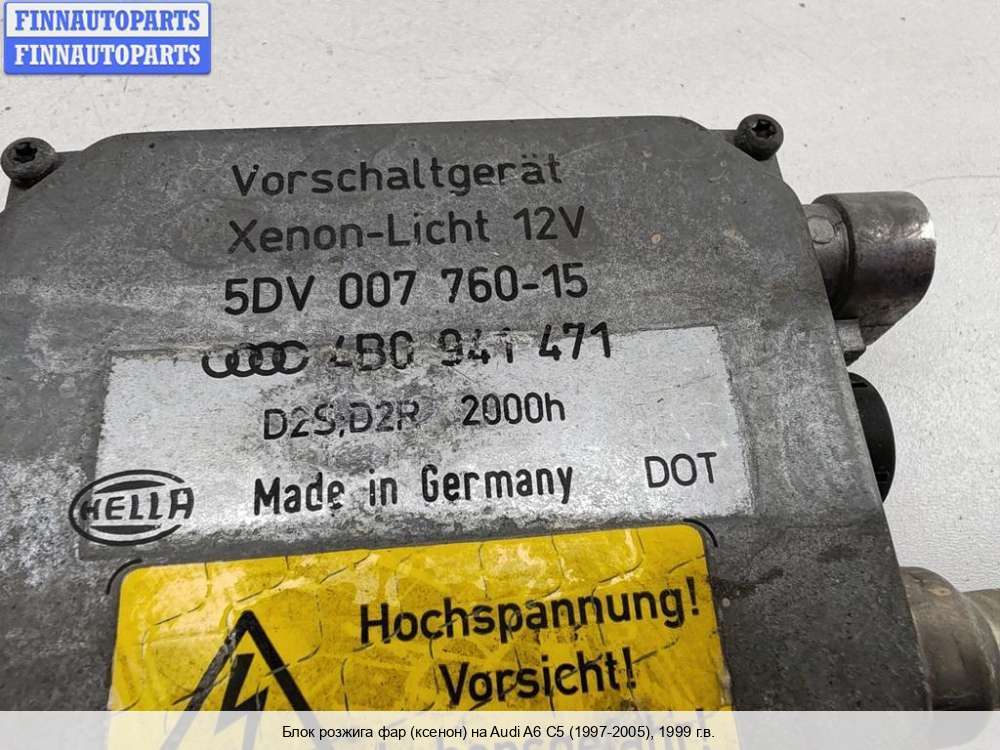 FINNAUTOPARTS
FINNAUTOPARTS
Vorschaltgerät
Xenon-Licht 12V
5DV 007 760-15
4B0 941 471
D2S,D2R 2000h
HELLA Made in Germany DOT
Hochspannung!
Vorsicht!
Блок розжига фар (ксенон) на Audi A6 C5 (1997-2005), 1999 г.в.